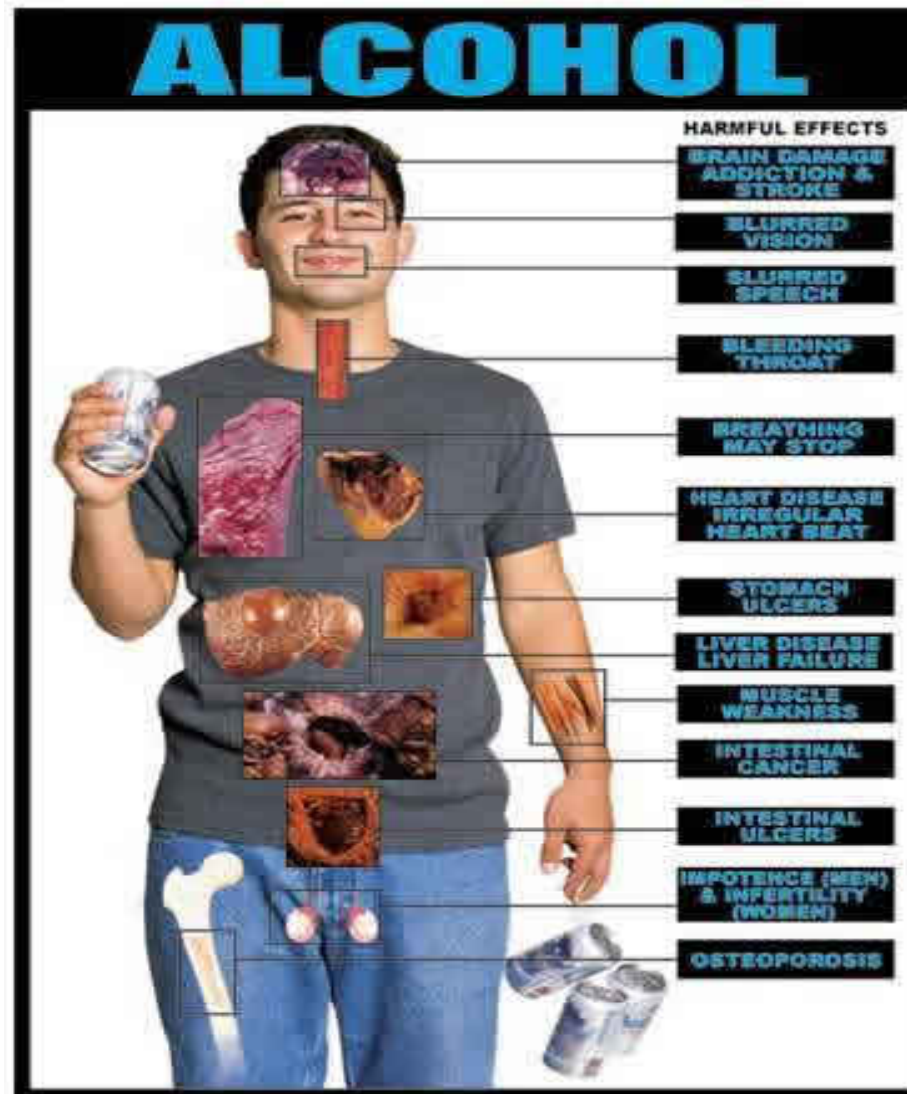 ALCOHOL
HARMFUL EFFECTS
BRAIN DAMAGE
ADDICTION &
STROKE
BLURRED
VISION
SLURRED
SPEECH
BLEEDING
THROAT
BREATHING
MAY STOP
HEART DISEASE
IRREGULAR
HEART BEAT
STOMACH
ULCERS
LIVER DISEASE
LIVER FAILURE
MUSCLE
WEAKNESS
INTESTINAL
CANCER
INTESTINAL
ULCERS
IMPOTENCE (MEN)
& INFERTILITY
(WOMEN)
OSTEOPOROSIS